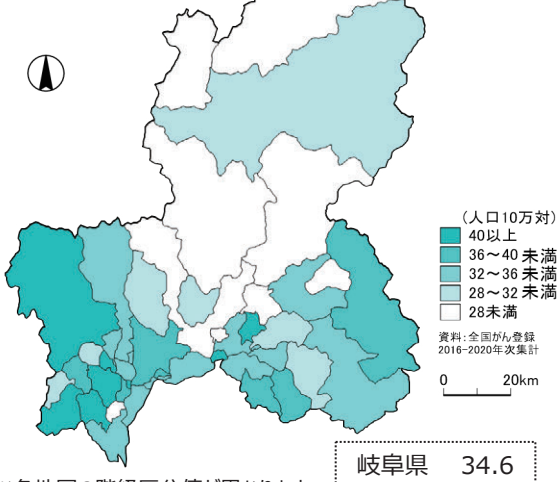 (人口10万対)
40以上
36～40 未満
32～36 未満
28～32 未満
28未満
資料:全国がん登録
2016-2020年次集計
0 20km
岐阜県 34.6